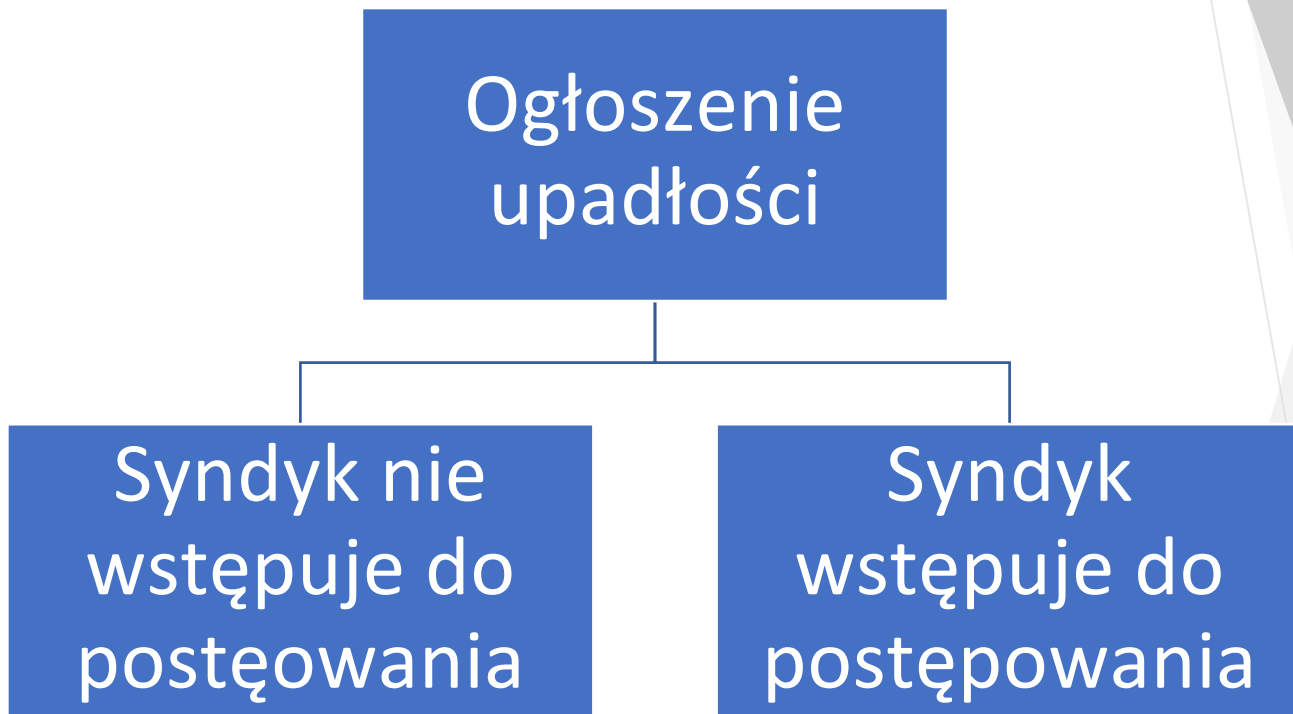 Ogłoszenie
upadłości
Syndyk nie
wstępuje do
postęowania
Syndyk
wstępuje do
postępowania